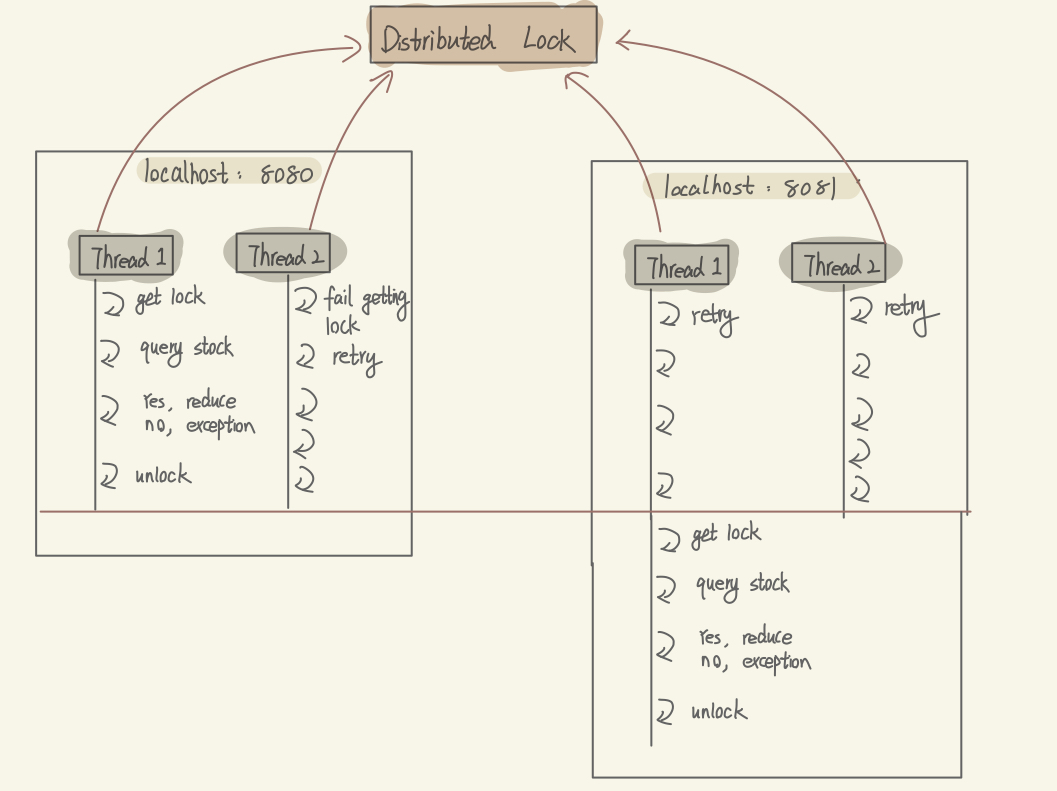 Distributed Lock
localhost: 8080
Thread 1
get lock
query stock
Yes, reduce
no, exception
unlock
Thread 2
fail getting
lock
retry
localhost: 8081
Thread 1
retry
get lock
query stock
Yes, reduce
no, exception
unlock
Thread 2
retry